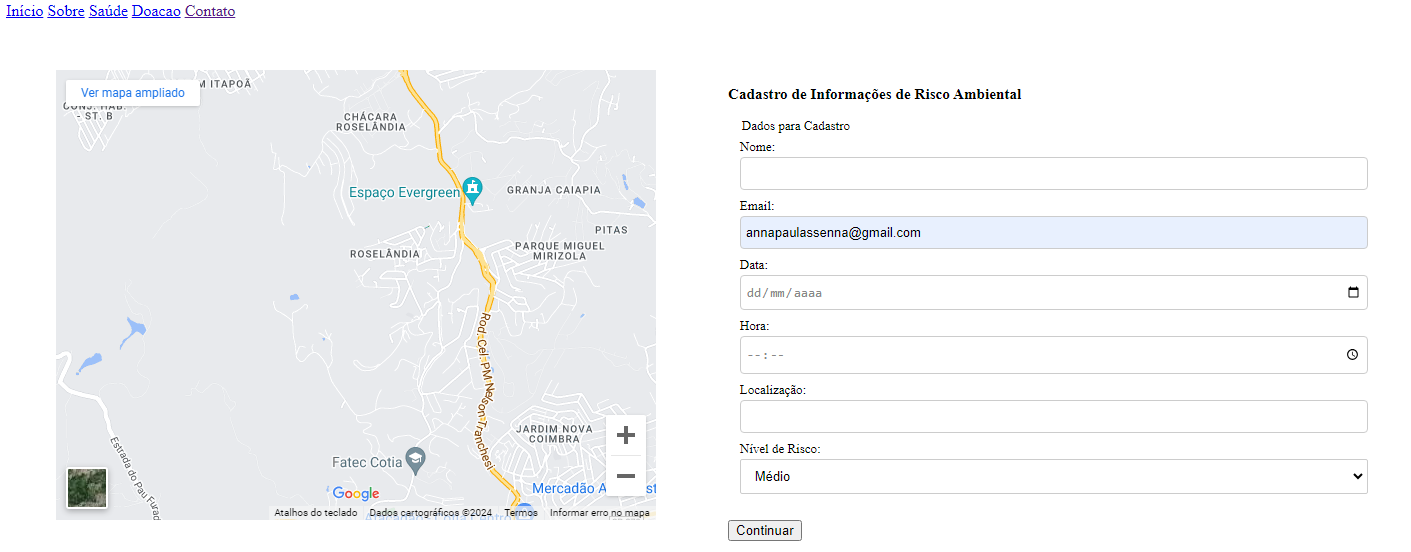 Início Sobre Saúde Doacao Contato
Ver mapa ampliado
M ITAPOÃ
CONJ. HAB.
- ST. B
CHÁCARA
ROSELÂNDIA
Espaço Evergreen
GRANJA CAIAPIA
PITAS
PARQUE MIGUEL
MIRIZOLA
ROSELÂNDIA
Rod. Cel. PM Nelson Tranchesi
JARDIM NOVA
COIMBRA
Estrada do Pau Furad
Fatec Cotia
Mercadão A st
Google
Atalhos do teclado Dados cartográficos ©2024 Termos Informar erro no mapa
Cadastro de Informações de Risco Ambiental
Dados para Cadastro
Nome:
Email:
annapaulassenna@gmail.com
Data:
dd/mm/aaaa
Hora:
--:--
Localização:
Nível de Risco:
Médio
Continuar